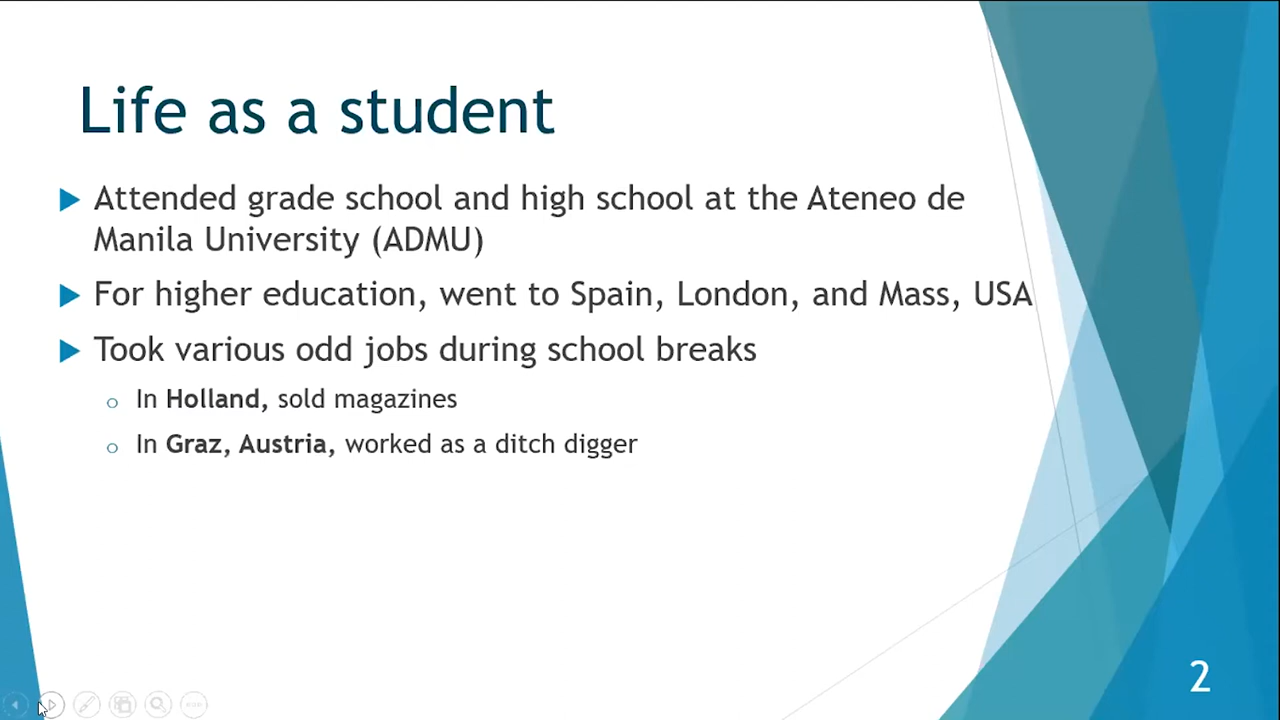 Life as a student
Attended grade school and high school at the Ateneo de
Manila University (ADMU)
For higher education, went to Spain, London, and Mass, USA
Took various odd jobs during school breaks
In Holland, sold magazines
In Graz, Austria, worked as a ditch digger
2